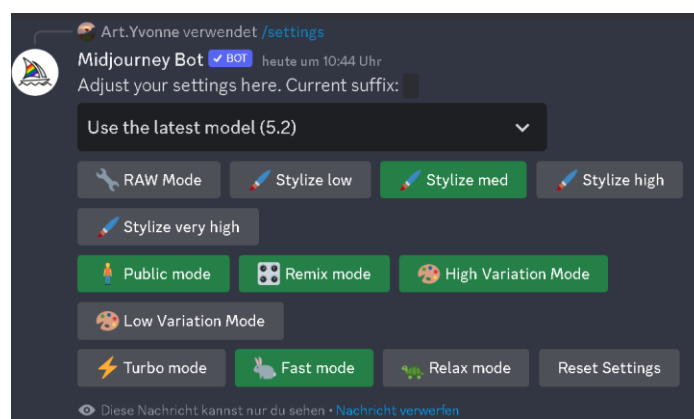 Art.Yvonne verwendet /settings
Midjourney Bot ✓ BOT heute um 10:44 Uhr
Adjust your settings here. Current suffix:
Use the latest model (5.2)
RAW Mode Stylize low Stylize med Stylize high
Stylize very high
Public mode Remix mode High Variation Mode
Low Variation Mode
Turbo mode Fast mode Relax mode Reset Settings
Diese Nachricht kannst nur du sehen • Nachricht verwerfen